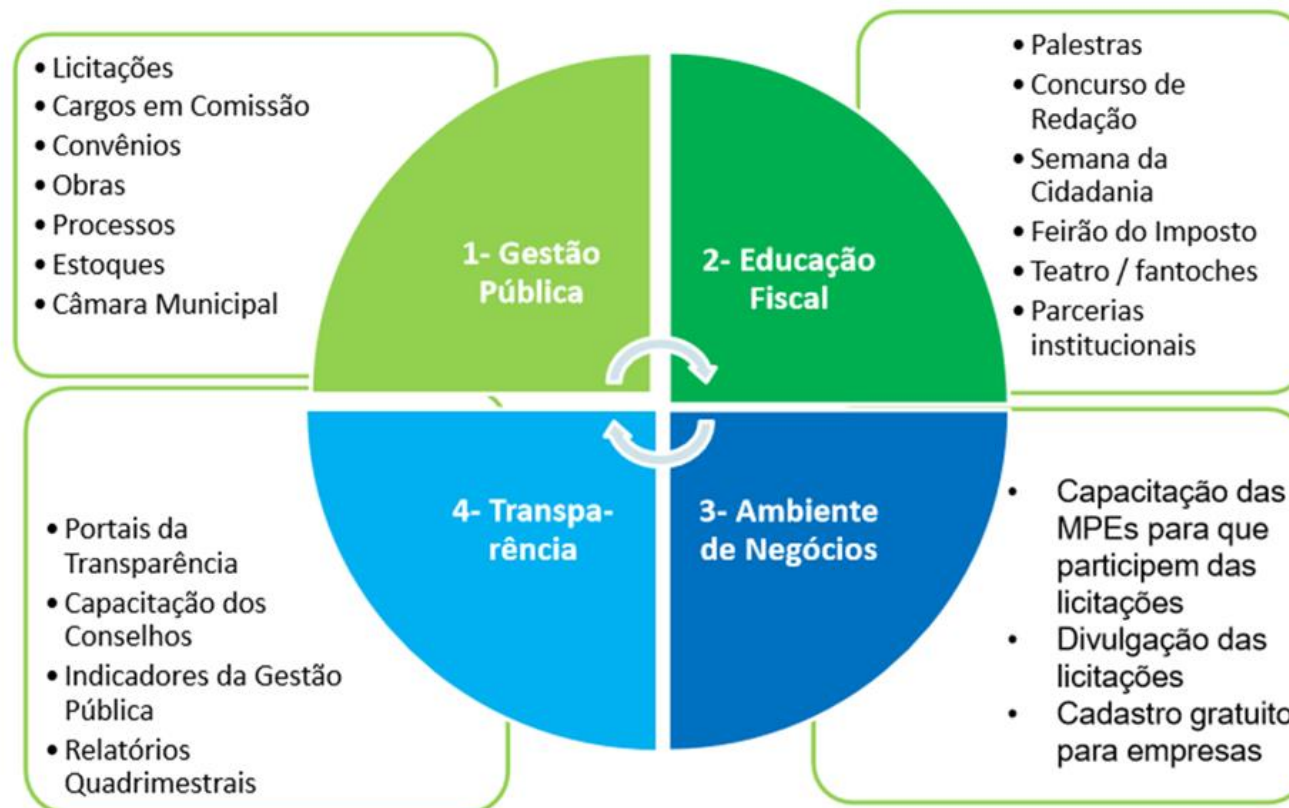 • Licitações
• Cargos em Comissão
• Convênios
• Obras
• Processos
• Estoques
• Câmara Municipal
1- Gestão
Pública
2- Educação
Fiscal
• Palestras
• Concurso de
Redação
• Semana da
Cidadania
• Feirão do Imposto
• Teatro / fantoches
• Parcerias
institucionais
• Portais da
Transparência
• Capacitação dos
Conselhos
• Indicadores da Gestão
Pública
• Relatórios
Quadrimestrais
4- Transpa-
rência
3- Ambiente
de Negócios
• Capacitação das
MPEs para que
participem das
licitações
• Divulgação das
licitações
• Cadastro gratuito
para empresas